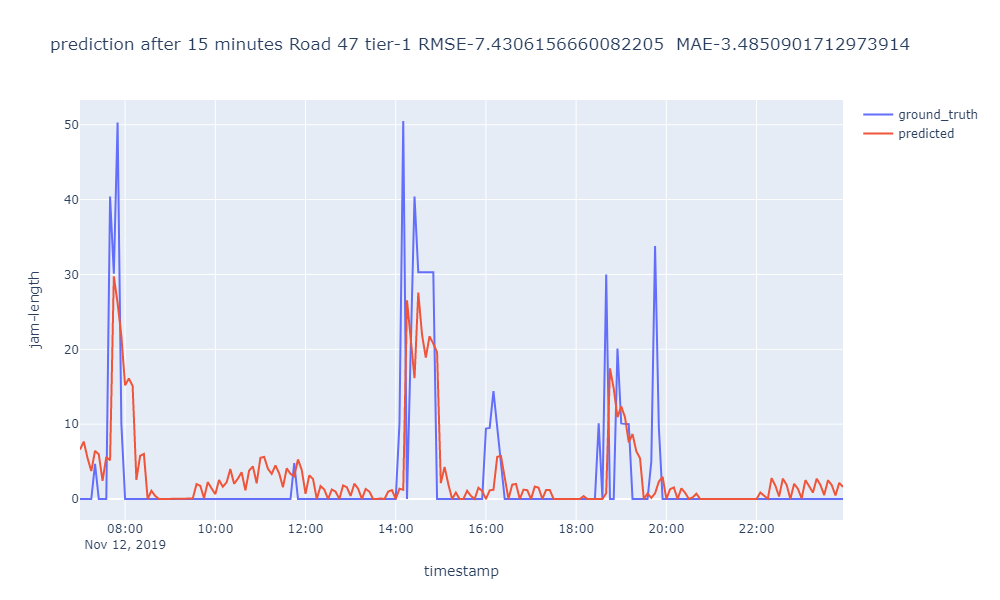 prediction after 15 minutes Road 47 tier-1 RMSE-7.4306156660082205  MAE-3.4850901712973914
ground_truth
predicted
50
40
30
20
10
0
jam-length
08:00 10:00 12:00 14:00 16:00 18:00 20:00 22:00
Nov 12, 2019
timestamp